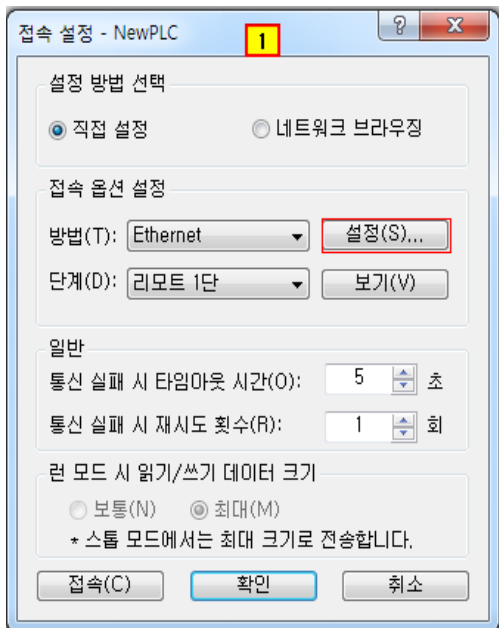 접속 설정 - NewPLC
1
설정 방법 선택
직접 설정 네트워크 브라우징
접속 옵션 설정
방법(T): Ethernet 설정(S)...
단계(D): 리모트 1단 보기(V)
일반
통신 실패 시 타임아웃 시간(O): 5 초
통신 실패 시 재시도 횟수(R): 1 회
런 모드 시 읽기/쓰기 데이터 크기
보통(N) 최대(M)
* 스톱 모드에서는 최대 크기로 전송합니다.
접속(C) 확인 취소